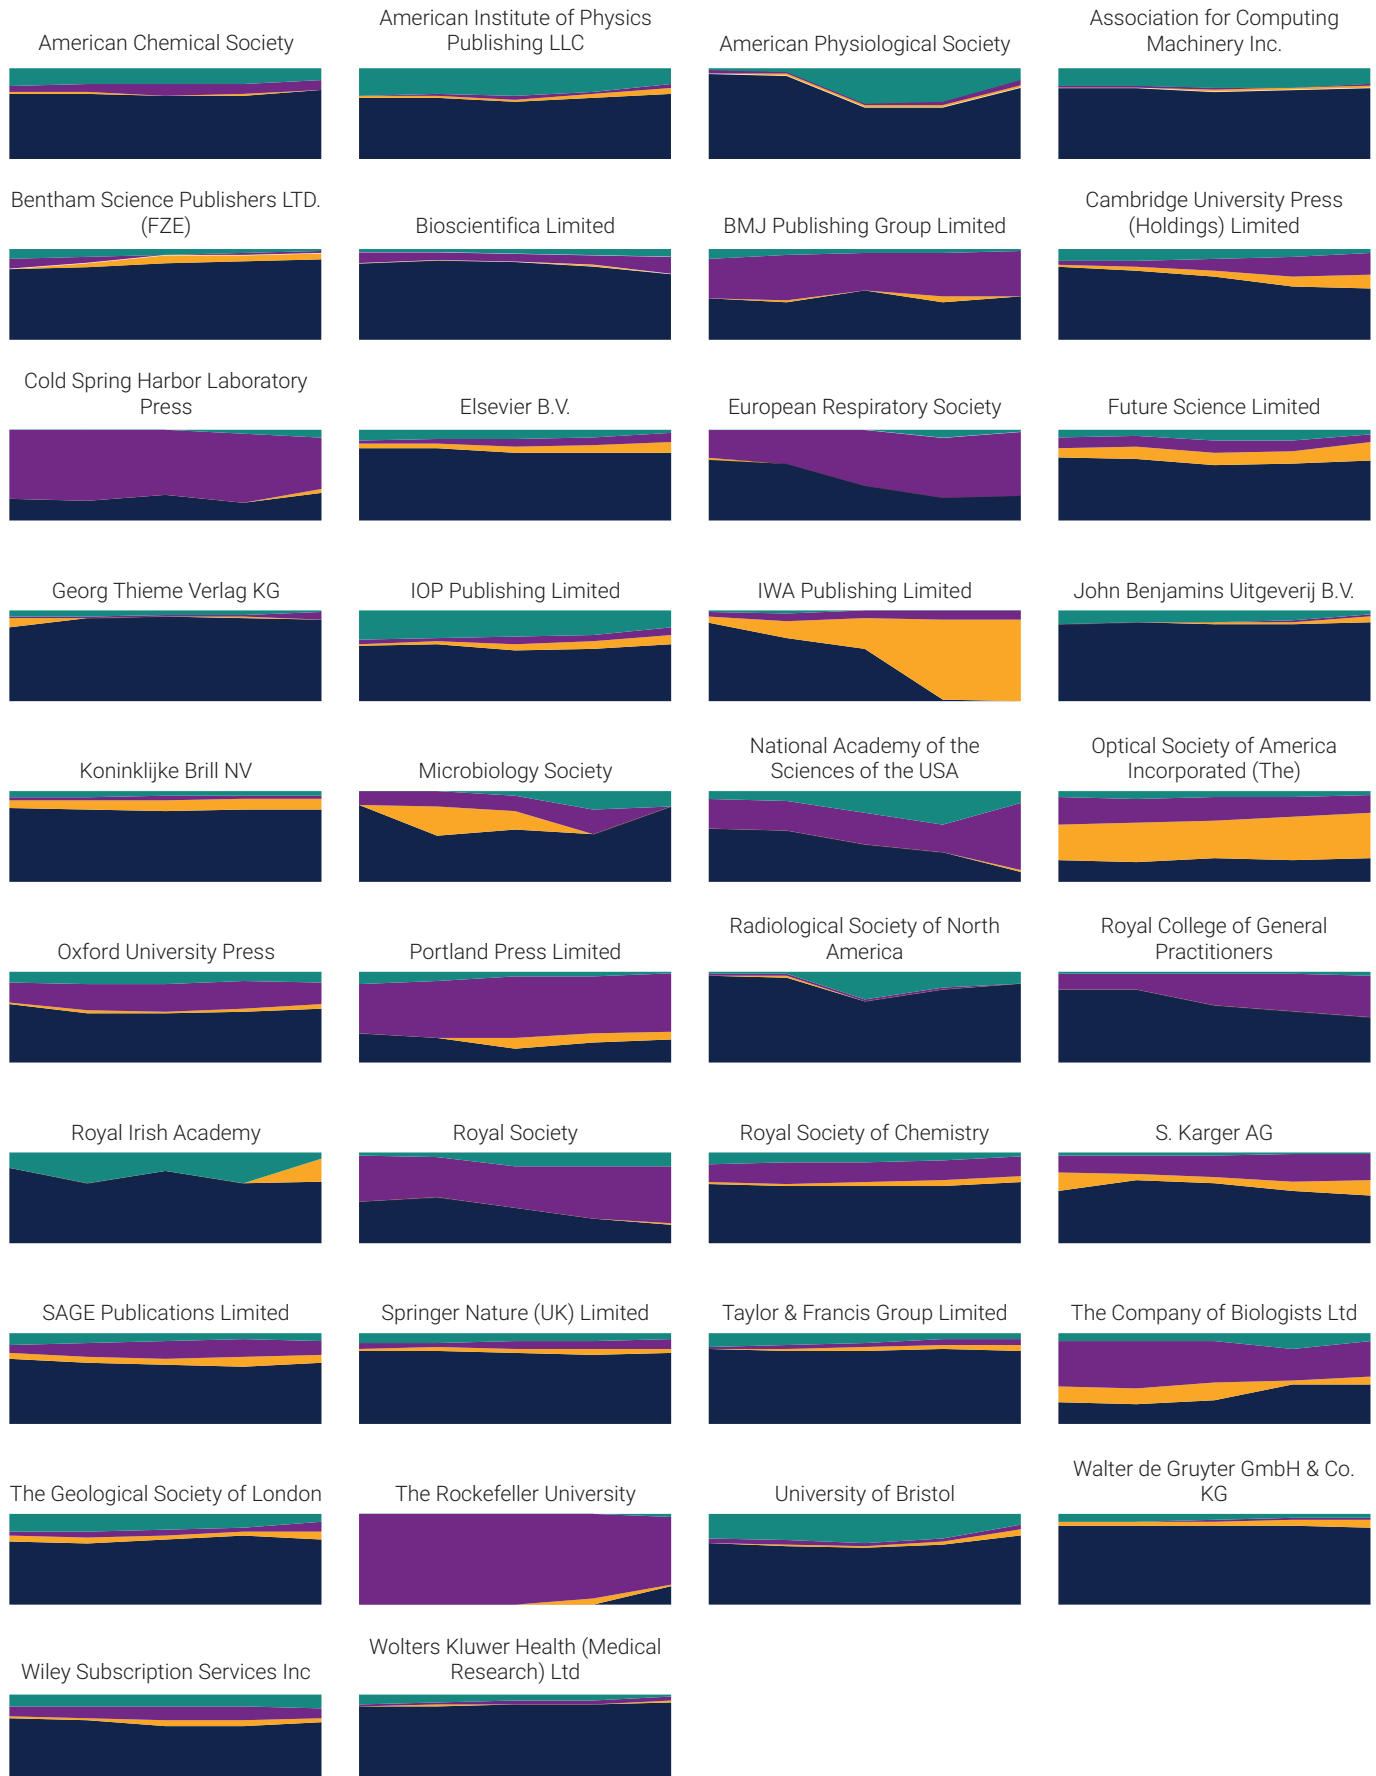 American Chemical Society
American Institute of Physics
Publishing LLC
American Physiological Society
Association for Computing
Machinery Inc.
Bentham Science Publishers LTD.
(FZE)
Bioscientifica Limited
BMJ Publishing Group Limited
Cambridge University Press
(Holdings) Limited
Cold Spring Harbor Laboratory
Press
Elsevier B.V.
European Respiratory Society
Future Science Limited
Georg Thieme Verlag KG
IOP Publishing Limited
IWA Publishing Limited
John Benjamins Uitgeverij B.V.
Koninklijke Brill NV
Microbiology Society
National Academy of the
Sciences of the USA
Optical Society of America
Incorporated (The)
Oxford University Press
Portland Press Limited
Radiological Society of North
America
Royal College of General
Practitioners
Royal Irish Academy
Royal Society
Royal Society of Chemistry
S. Karger AG
SAGE Publications Limited
Springer Nature (UK) Limited
Taylor & Francis Group Limited
The Company of Biologists Ltd
The Geological Society of London
The Rockefeller University
University of Bristol
Walter de Gruyter GmbH & Co.
KG
Wiley Subscription Services Inc
Wolters Kluwer Health (Medical
Research) Ltd